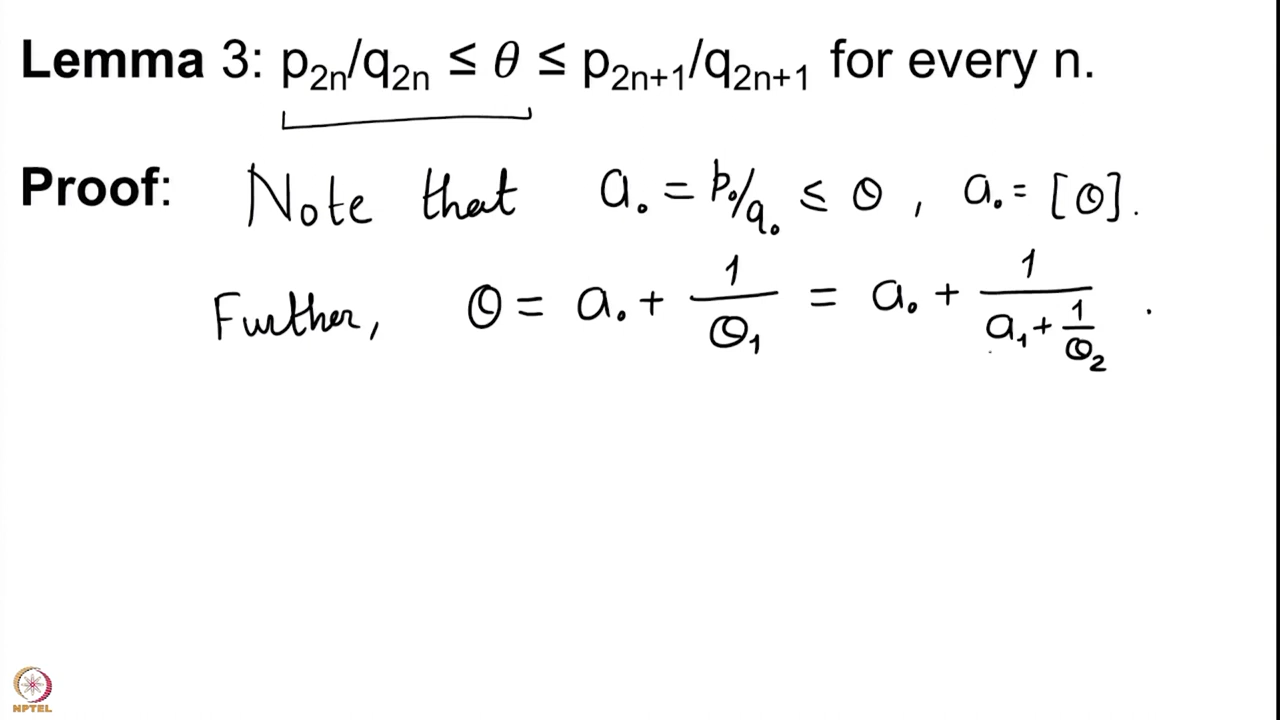 Lemma 3: p₂ₙ/q₂ₙ ≤ θ ≤ p₂ₙ₊₁/q₂ₙ₊₁ for every n.
Proof: Note that a₀ = p₀/q₀ ≤ θ , a₀ = [θ].
Further, θ = a₀ + 1/θ₁ = a₀ + 1/(a₁ + 1/θ₂) .
NPTEL